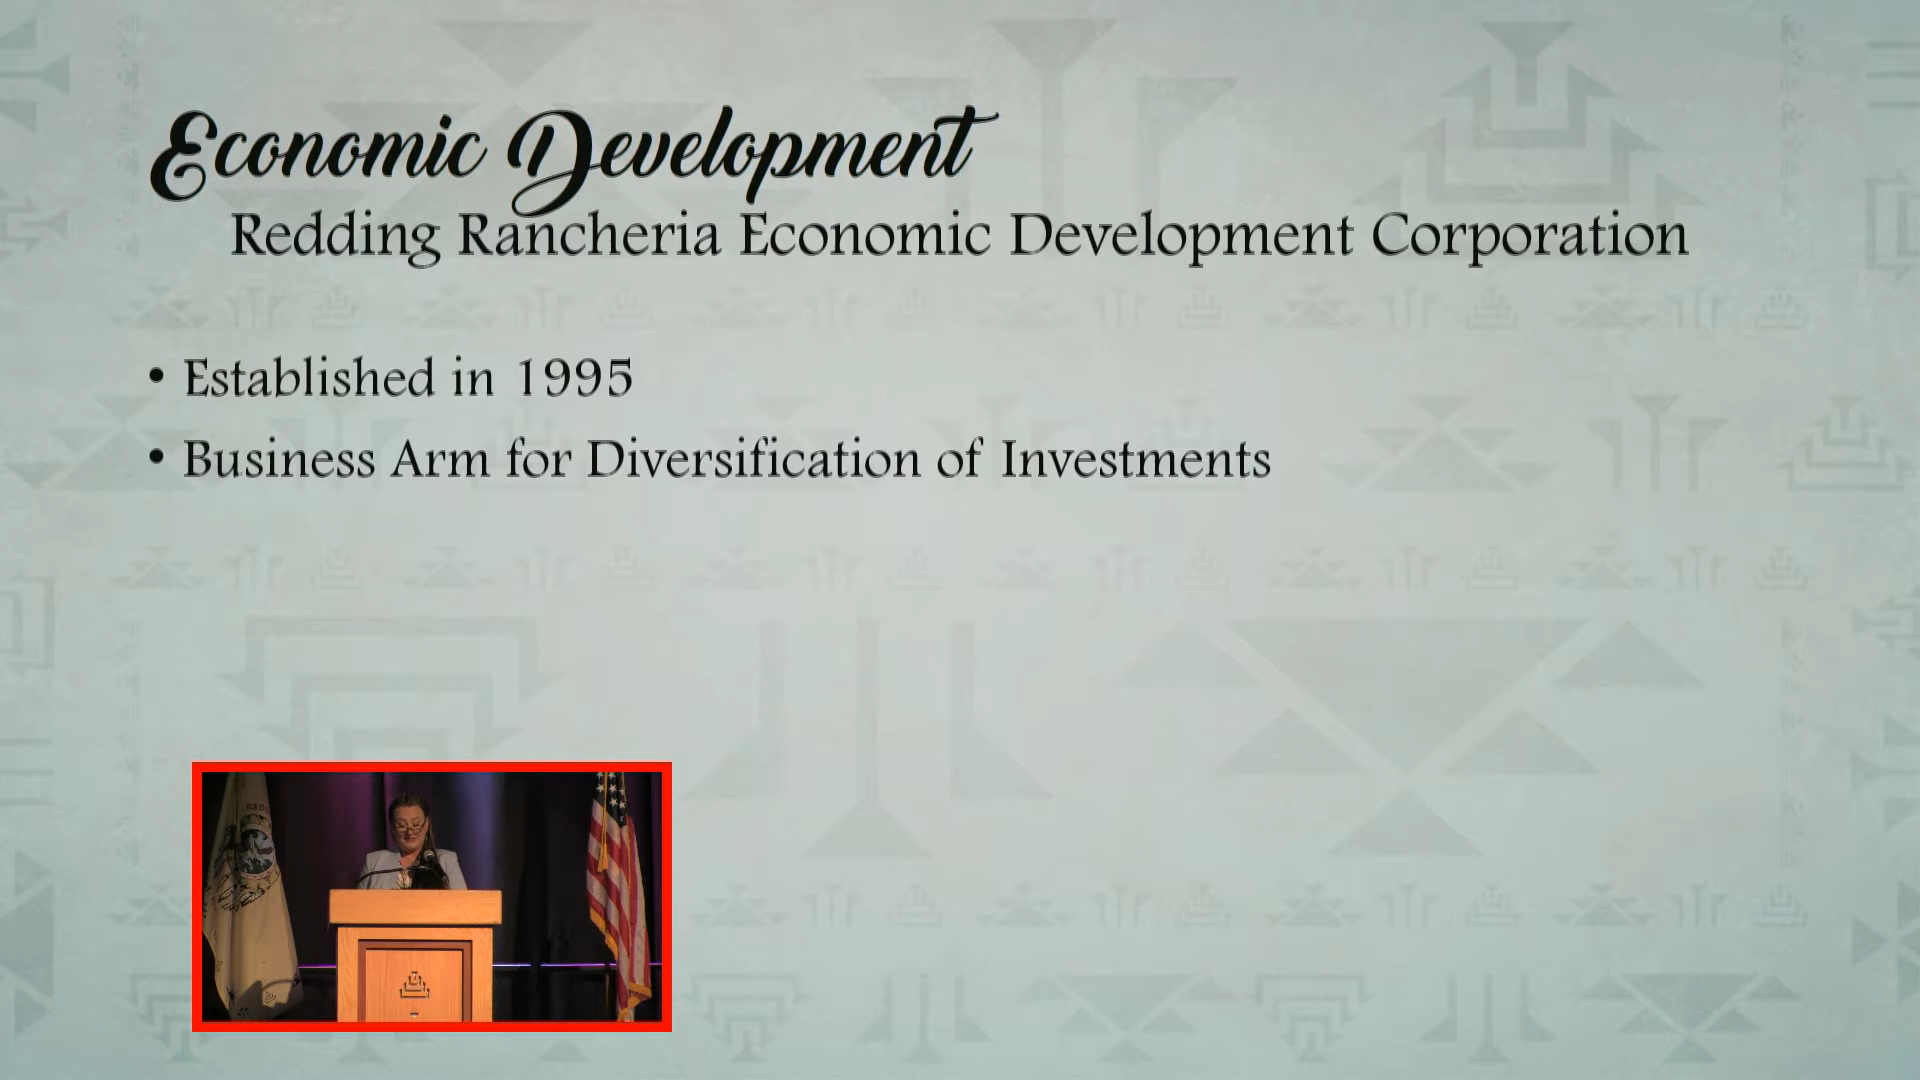 Economic Development
Redding Rancheria Economic Development Corporation
• Established in 1995
• Business Arm for Diversification of Investments